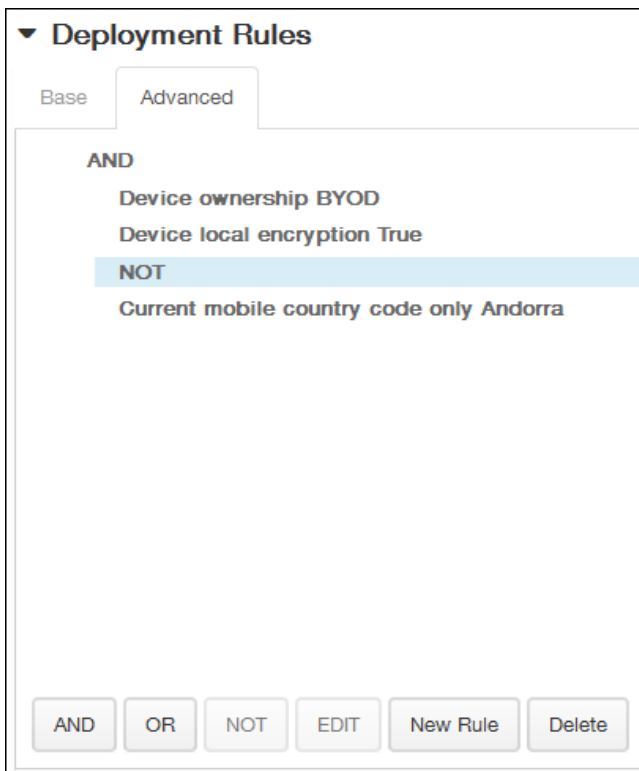 Deployment Rules
Base
Advanced
AND
Device ownership BYOD
Device local encryption True
NOT
Current mobile country code only Andorra
AND
OR
NOT
EDIT
New Rule
Delete